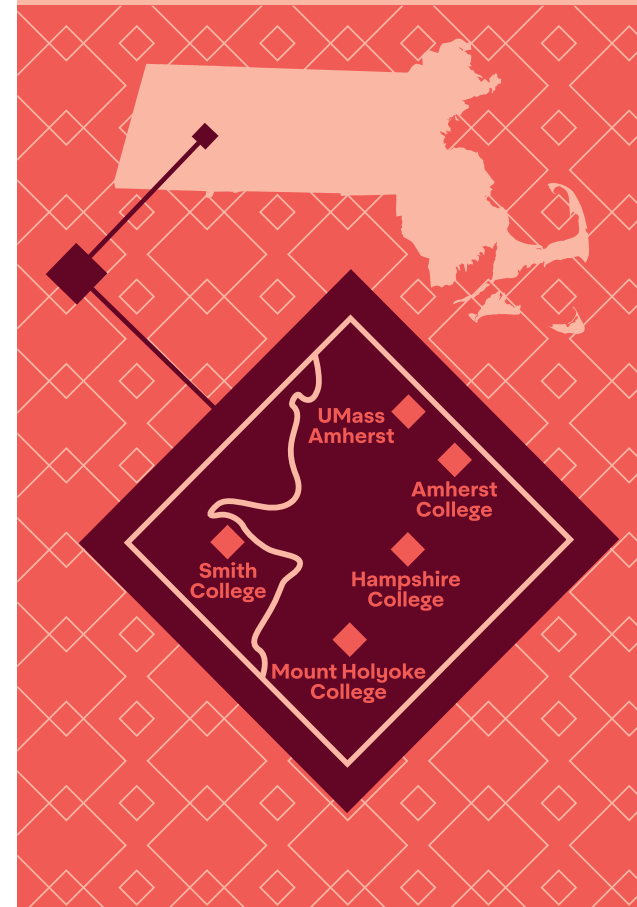 UMass
Amherst
Amherst
College
Smith
College
Hampshire
College
Mount Holyoke
College